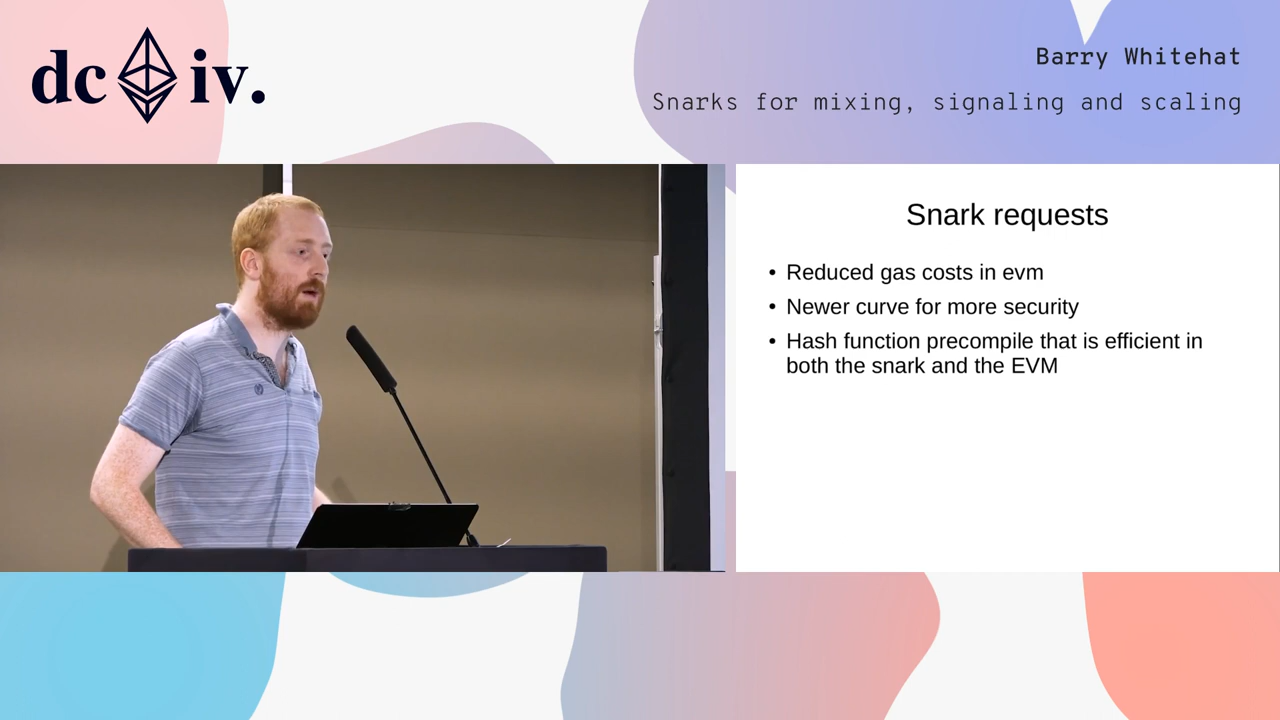 dc iv.
Barry Whitehat
Snarks for mixing, signaling and scaling
Snark requests
• Reduced gas costs in evm
• Newer curve for more security
• Hash function precompile that is efficient in
both the snark and the EVM